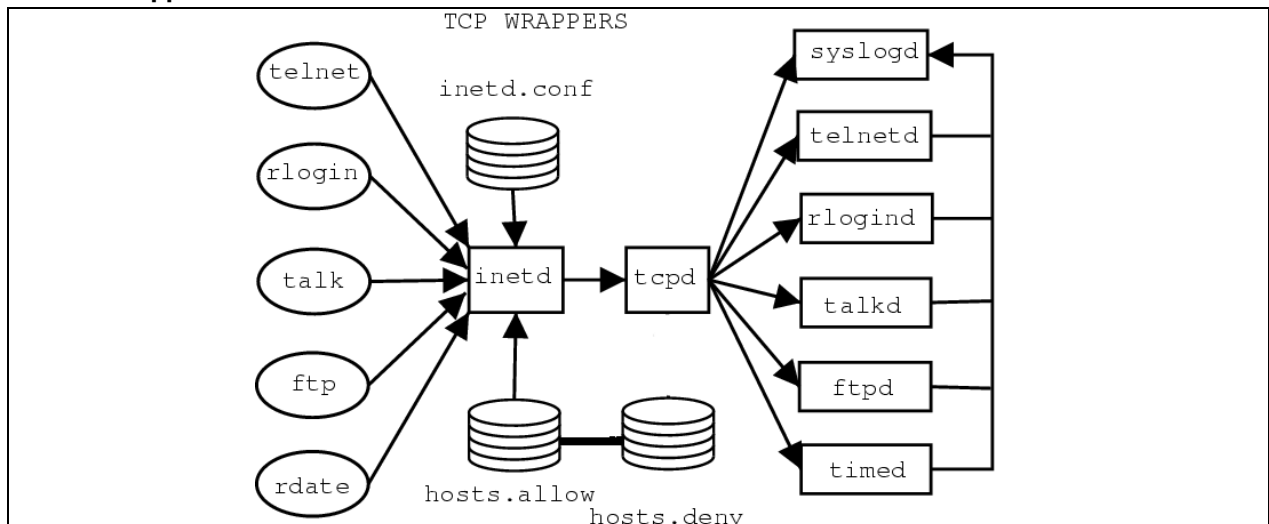 TCP WRAPPERS
telnet
rlogin
talk
ftp
rdate
inetd.conf
inetd
tcpd
hosts.allow
hosts.deny
syslogd
telnetd
rlogind
talkd
ftpd
timed